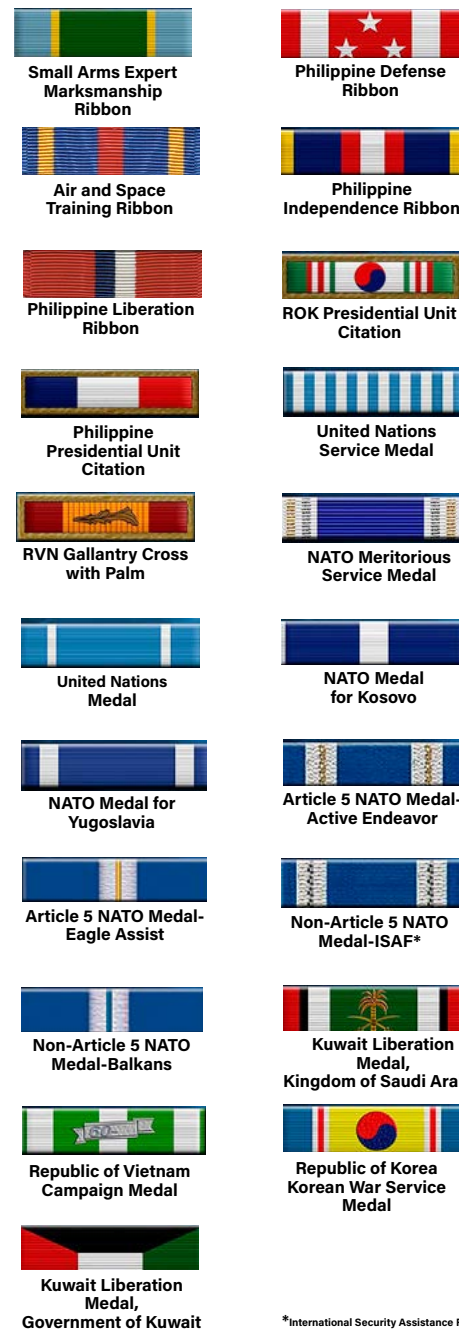 Small Arms Expert
Marksmanship
Ribbon
Philippine Defense
Ribbon
Air and Space
Training Ribbon
Philippine
Independence Ribbon
Philippine Liberation
Ribbon
ROK Presidential Unit
Citation
Philippine
Presidential Unit
Citation
United Nations
Service Medal
RVN Gallantry Cross
with Palm
NATO Meritorious
Service Medal
United Nations
Medal
NATO Medal
for Kosovo
NATO Medal for
Yugoslavia
Article 5 NATO Medal-
Active Endeavor
Article 5 NATO Medal-
Eagle Assist
Non-Article 5 NATO
Medal-ISAF*
Non-Article 5 NATO
Medal-Balkans
Kuwait Liberation
Medal,
Kingdom of Saudi Ara
Republic of Vietnam
Campaign Medal
Republic of Korea
Korean War Service
Medal
Kuwait Liberation
Medal,
Government of Kuwait
*International Security Assistance F